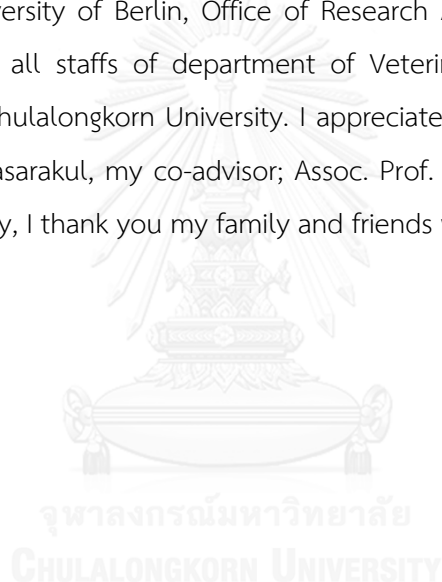 versity of Berlin, Office of Research
all staffs of department of Veterin
hulalongkorn University. I appreciate
asarakul, my co-advisor; Assoc. Prof.
y, I thank you my family and friends
จุฬาลงกรณ์มหาวิทยาลัย
CHULALONGKORN UNIVERSITY